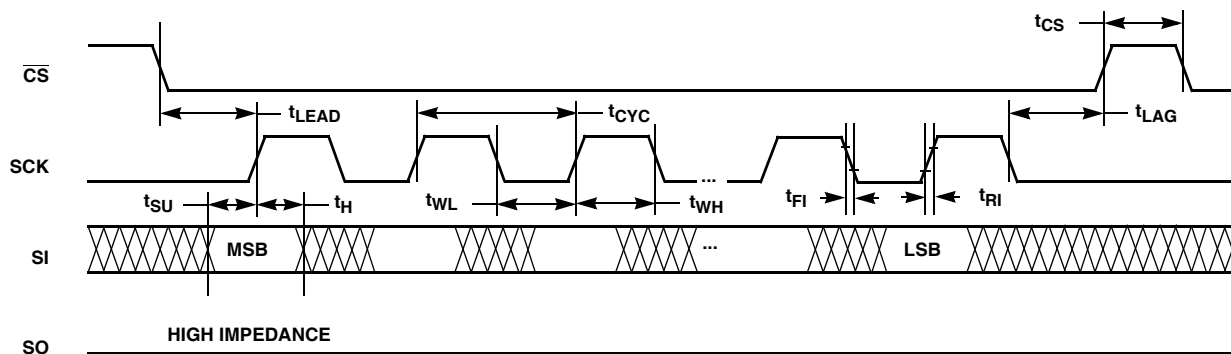 tCS
CS
tLEAD
tCYC
tLAG
SCK
...
tSU
tH
tWL
tWH
tFI
tRI
SI
MSB
...
LSB
HIGH IMPEDANCE
SO